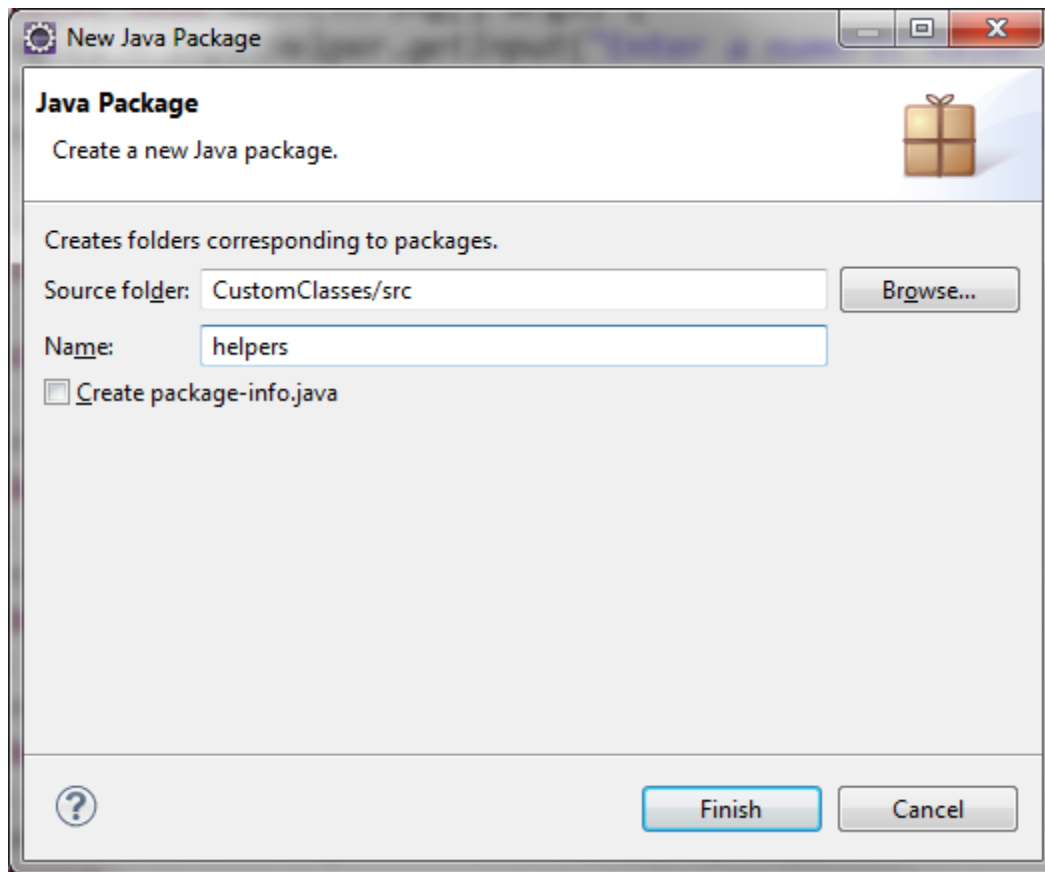 New Java Package
Java Package
Create a new Java package.
Creates folders corresponding to packages.
Source folder: CustomClasses/src Browse...
Name: helpers
Create package-info.java
Finish Cancel